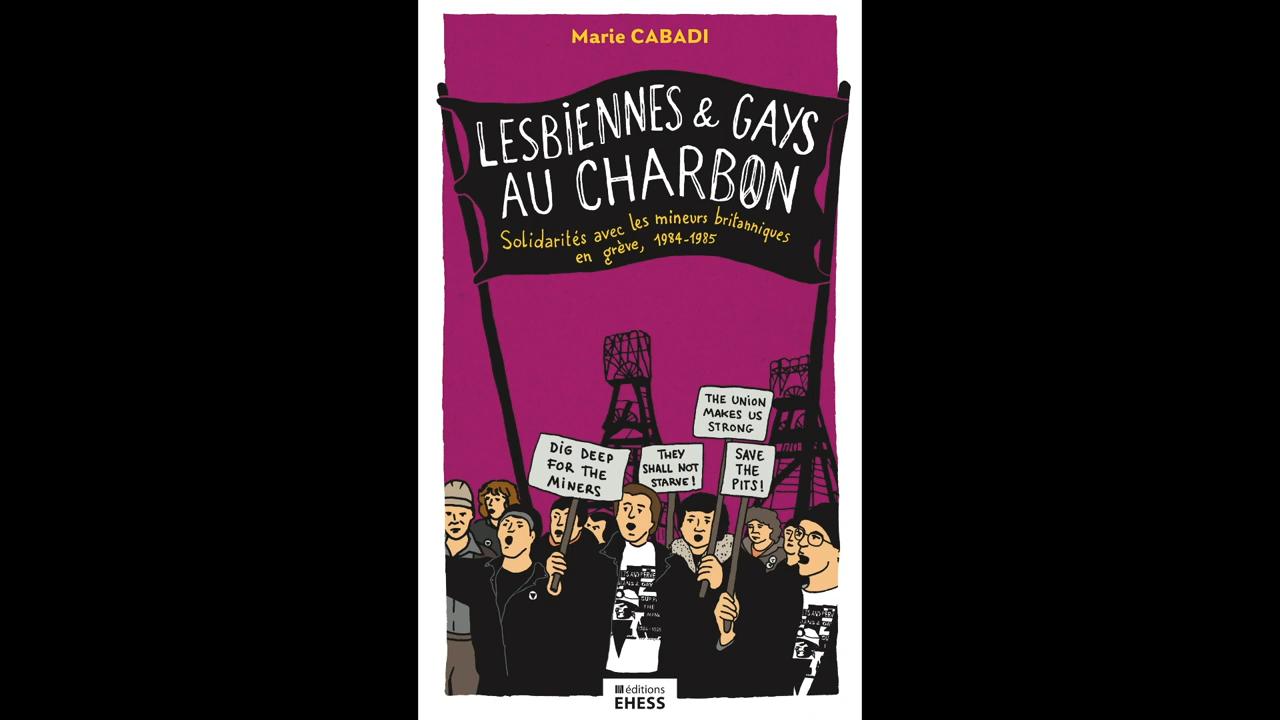 Marie CABADI
LESBiENNES & GAYS
AU CHARBON
Solidarités avec les mineurs britanniques
en grève, 1984-1985
THE UNiON
MAKES US
STRONG
DiG DEEP
FOR THE
MiNERS
THEY
SHALL NOT
STARVE!
SAVE
THE
PiTS!
éditions
EHESS